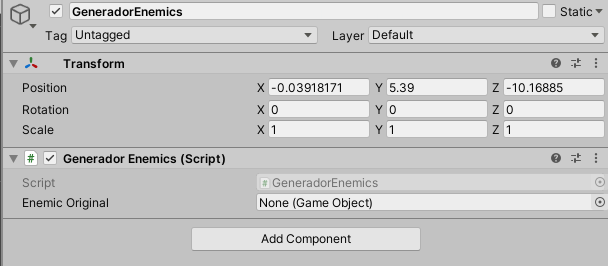 GeneradorEnemics Static
Tag Untagged Layer Default
Transform
Position X -0.03918171 Y 5.39 Z -10.16885
Rotation X 0 Y 0 Z 0
Scale X 1 Y 1 Z 1
# Generador Enemics (Script)
Script # GeneradorEnemics
Enemic Original None (Game Object)
Add Component